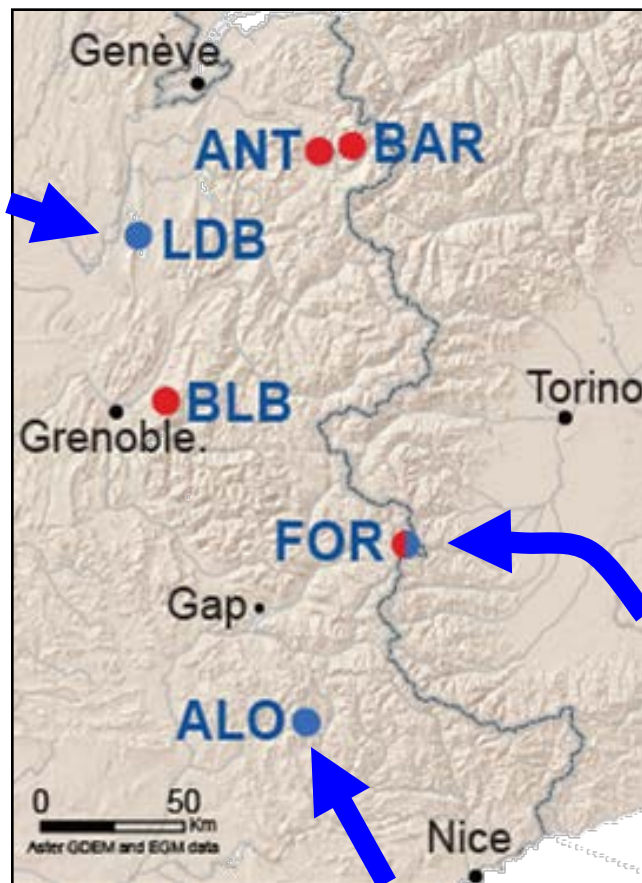 Genève
ANT BAR
LDB
BLB
Torino
Grenoble.
FOR
Gap
ALO
0 50
Km
Aster GDEM and EGM data
Nice